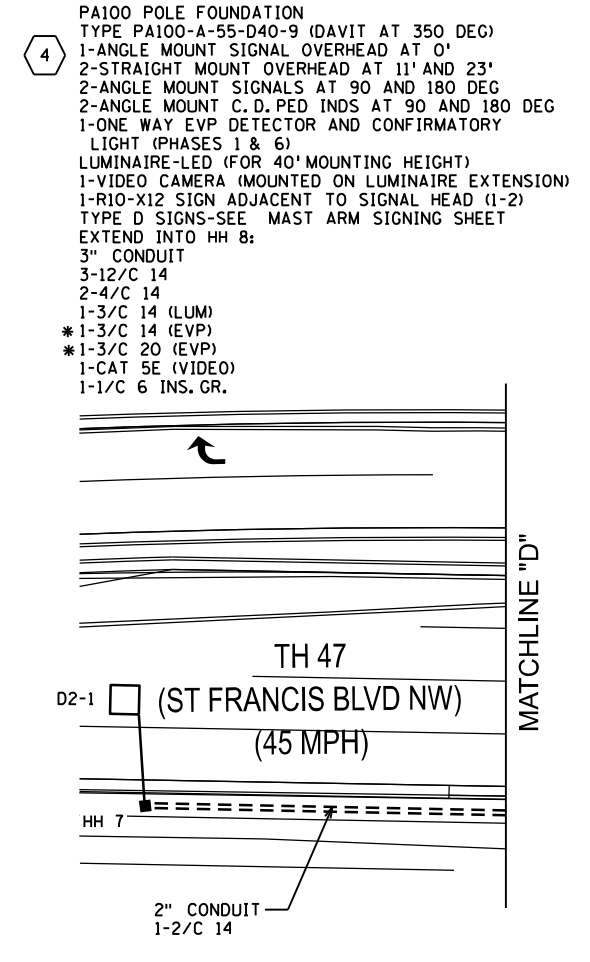 PA100 POLE FOUNDATION
TYPE PA100-A-55-D40-9 (DAVIT AT 350 DEG)
4
1-ANGLE MOUNT SIGNAL OVERHEAD AT 0'
2-STRAIGHT MOUNT OVERHEAD AT 11' AND 23'
2-ANGLE MOUNT SIGNALS AT 90 AND 180 DEG
2-ANGLE MOUNT C.D.PED INDS AT 90 AND 180 DEG
1-ONE WAY EVP DETECTOR AND CONFIRMATORY
LIGHT (PHASES 1 & 6)
LUMINAIRE-LED (FOR 40' MOUNTING HEIGHT)
1-VIDEO CAMERA (MOUNTED ON LUMINAIRE EXTENSION)
1-R10-X12 SIGN ADJACENT TO SIGNAL HEAD (1-2)
TYPE D SIGNS-SEE MAST ARM SIGNING SHEET
EXTEND INTO HH 8:
3" CONDUIT
3-12/C 14
2-4/C 14
1-3/C 14 (LUM)
*1-3/C 14 (EVP)
*1-3/C 20 (EVP)
1-CAT 5E (VIDEO)
1-1/C 6 INS.GR.
MATCHLINE "D"
TH 47
D2-1
(ST FRANCIS BLVD NW)
(45 MPH)
HH 7
2" CONDUIT
1-2/C 14